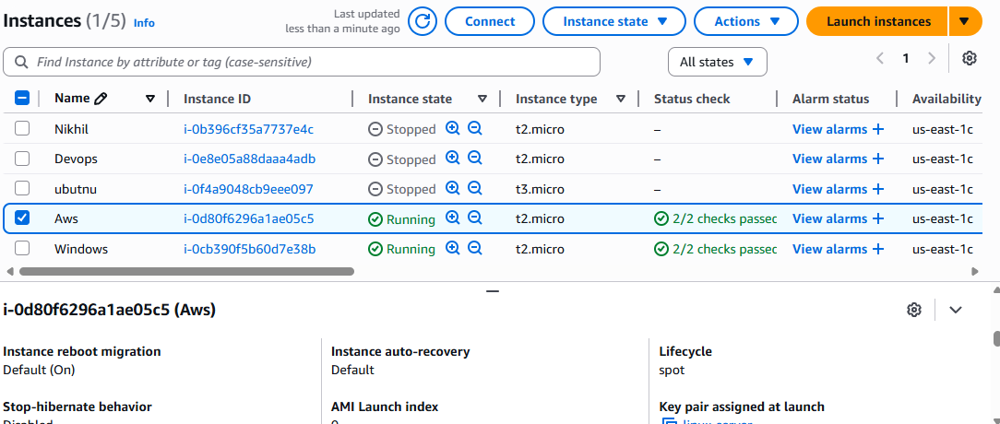 Instances (1/5) Info
Last updated
less than a minute ago
Connect
Instance state
Actions
Launch instances
Find Instance by attribute or tag (case-sensitive)
All states
1
Name Instance ID Instance state Instance type Status check Alarm status Availability
Nikhil i-0b396cf35a7737e4c Stopped t2.micro – View alarms + us-east-1c
Devops i-0e8e05a88daaa4adb Stopped t2.micro – View alarms + us-east-1c
ubutnu i-0f4a9048cb9eee097 Stopped t3.micro – View alarms + us-east-1c
Aws i-0d80f6296a1ae05c5 Running t2.micro 2/2 checks passec View alarms + us-east-1c
Windows i-0cb390f5b60d7e38b Running t2.micro 2/2 checks passec View alarms + us-east-1c
i-0d80f6296a1ae05c5 (Aws)
Instance reboot migration
Default (On)
Instance auto-recovery
Default
Lifecycle
spot
Stop-hibernate behavior
Disabled
AMI Launch index
0
Key pair assigned at launch
linux-server